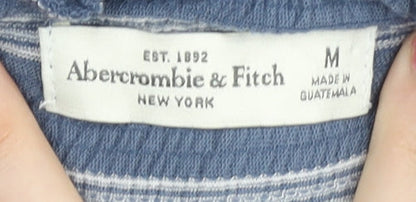 EST. 1892
Abercrombie & Fitch
NEW YORK
M
MADE IN
GUATEMALA